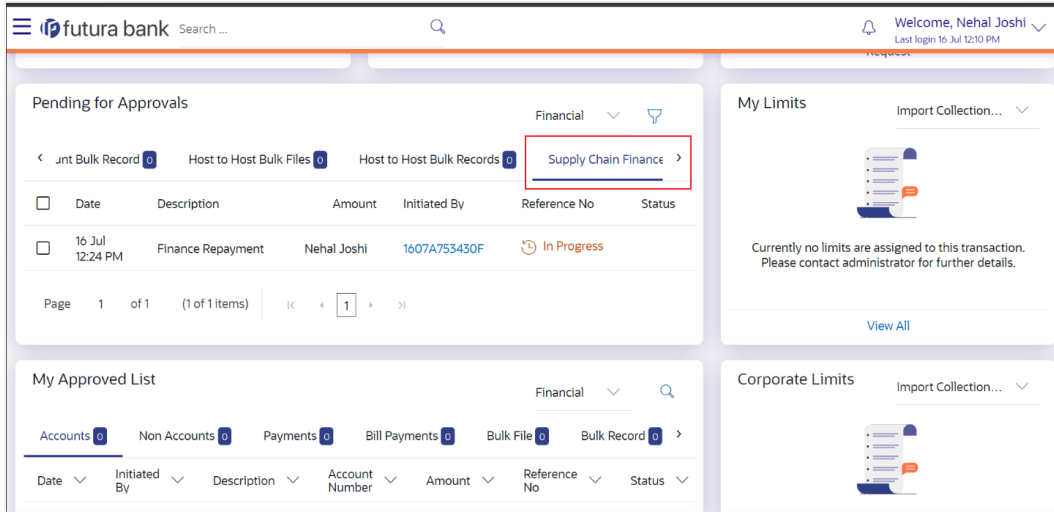 futura bank Search ...
Welcome, Nehal Joshi
Last login 16 Jul 12:10 PM
Request
Pending for Approvals
Financial
unt Bulk Record 0 Host to Host Bulk Files 0 Host to Host Bulk Records 0 Supply Chain Finance
Date Description Amount Initiated By Reference No Status
16 Jul
12:24 PM
Finance Repayment Nehal Joshi 1607A753430F In Progress
Page 1 of 1 (1 of 1 items) 1
My Limits
Import Collection...
Currently no limits are assigned to this transaction.
Please contact administrator for further details.
View All
My Approved List
Financial
Accounts 0 Non Accounts 0 Payments 0 Bill Payments 0 Bulk File 0 Bulk Record 0
Date Initiated By Description Account Number Amount Reference No Status
Corporate Limits
Import Collection...